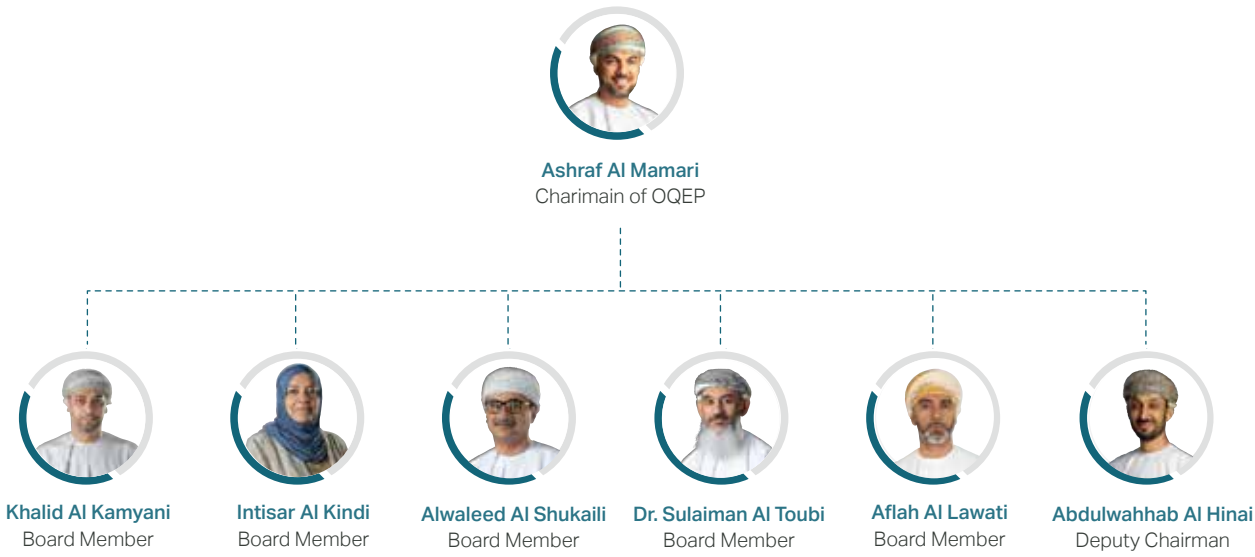 Ashraf Al Mamari
Charimain of OQEP
Khalid Al Kamyani
Board Member
Intisar Al Kindi
Board Member
Alwaleed Al Shukaili
Board Member
Dr. Sulaiman Al Toubi
Board Member
Aflah Al Lawati
Board Member
Abdulwahhab Al Hinai
Deputy Chairman